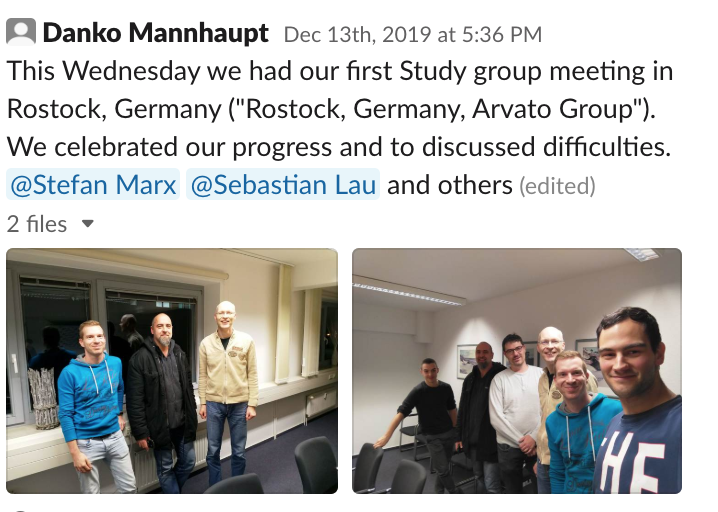 Danko Mannhaupt Dec 13th, 2019 at 5:36 PM
This Wednesday we had our first Study group meeting in
Rostock, Germany ("Rostock, Germany, Arvato Group").
We celebrated our progress and to discussed difficulties.
@Stefan Marx @Sebastian Lau and others (edited)
2 files
HE